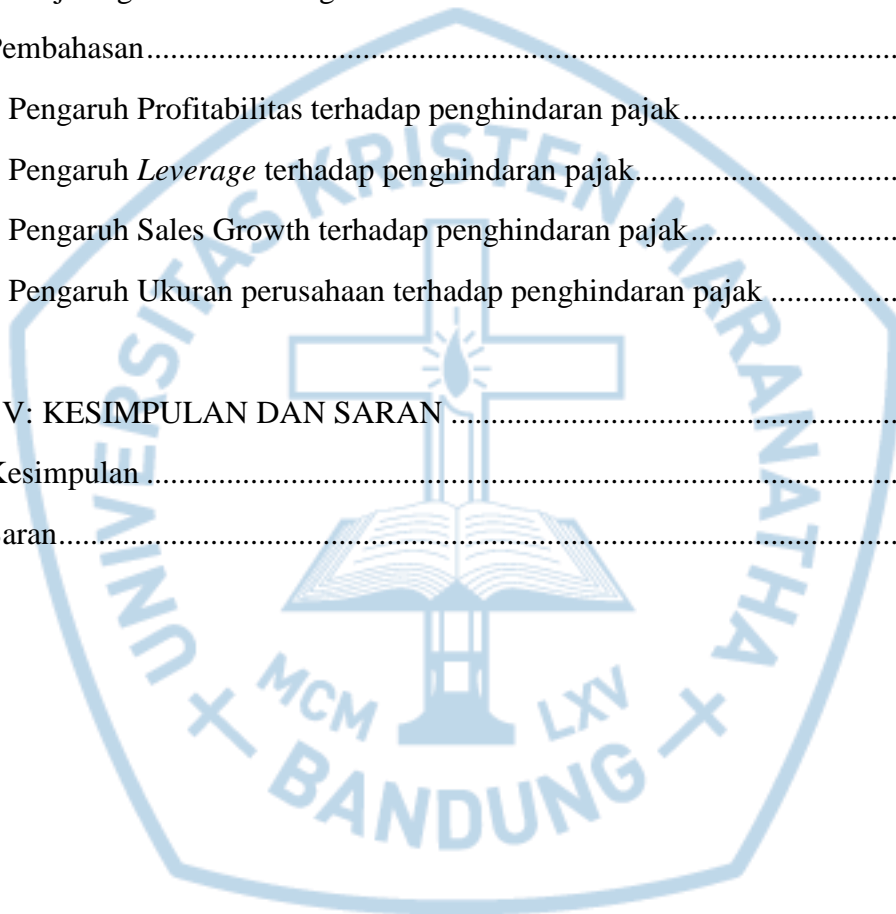 Pembahasan
Pengaruh Profitabilitas terhadap penghindaran pajak
Pengaruh Leverage terhadap penghindaran pajak
Pengaruh Sales Growth terhadap penghindaran pajak
Pengaruh Ukuran perusahaan terhadap penghindaran pajak
V: KESIMPULAN DAN SARAN
Kesimpulan
UNIVERSITAS KRISTEN MARANATHA
MCM LXV
BANDUNG